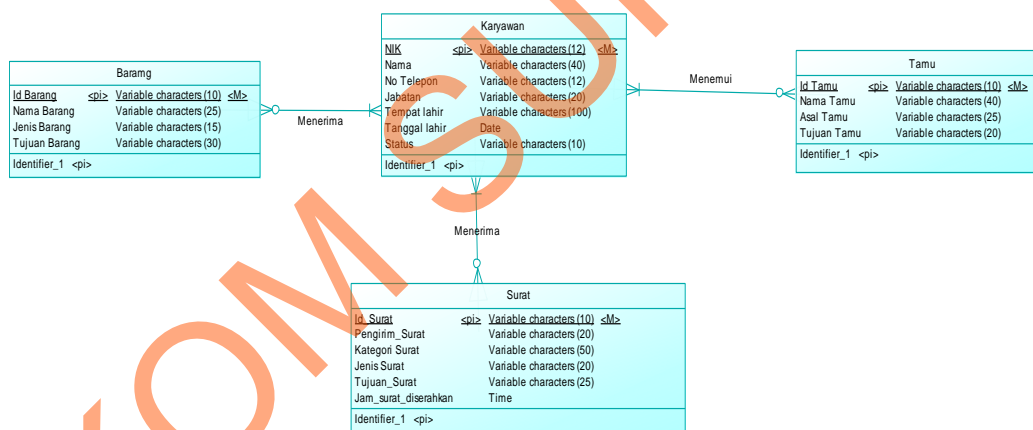 Karyawan
NIK <pi> Variable characters (12) <M>
Nama Variable characters (40)
No Telepon Variable characters (12)
Jabatan Variable characters (20)
Tempat lahir Variable characters (100)
Tanggal lahir Date
Status Variable characters (10)
Identifier_1 <pi>
Baramg
Id Barang <pi> Variable characters (10) <M>
Nama Barang Variable characters (25)
Jenis Barang Variable characters (15)
Tujuan Barang Variable characters (30)
Identifier_1 <pi>
Menerima
Menemui
Tamu
Id Tamu <pi> Variable characters (10) <M>
Nama Tamu Variable characters (40)
Asal Tamu Variable characters (25)
Tujuan Tamu Variable characters (20)
Identifier_1 <pi>
Menerima
Surat
Id_Surat <pi> Variable characters (10) <M>
Pengirim_Surat Variable characters (20)
Kategori Surat Variable characters (50)
Jenis Surat Variable characters (20)
Tujuan_Surat Variable characters (25)
Jam_surat_diserahkan Time
Identifier_1 <pi>